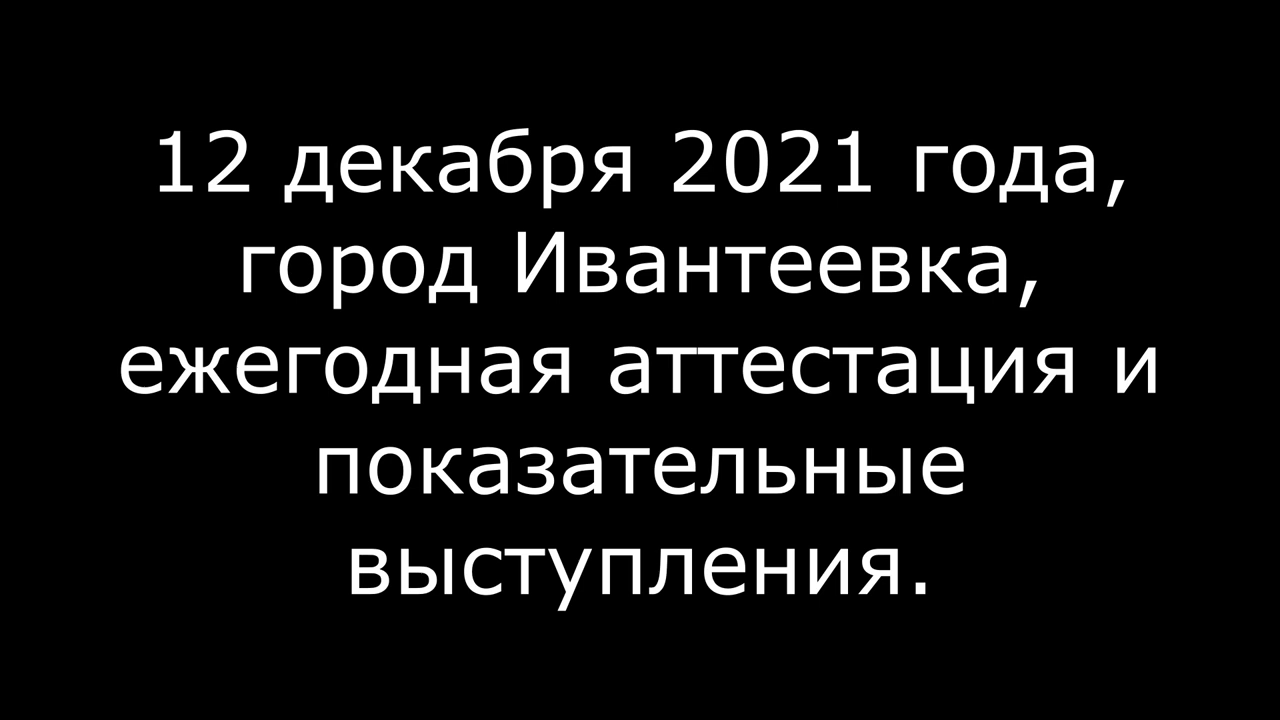 12 декабря 2021 года,
город Ивантеевка,
ежегодная аттестация и
показательные
выступления.